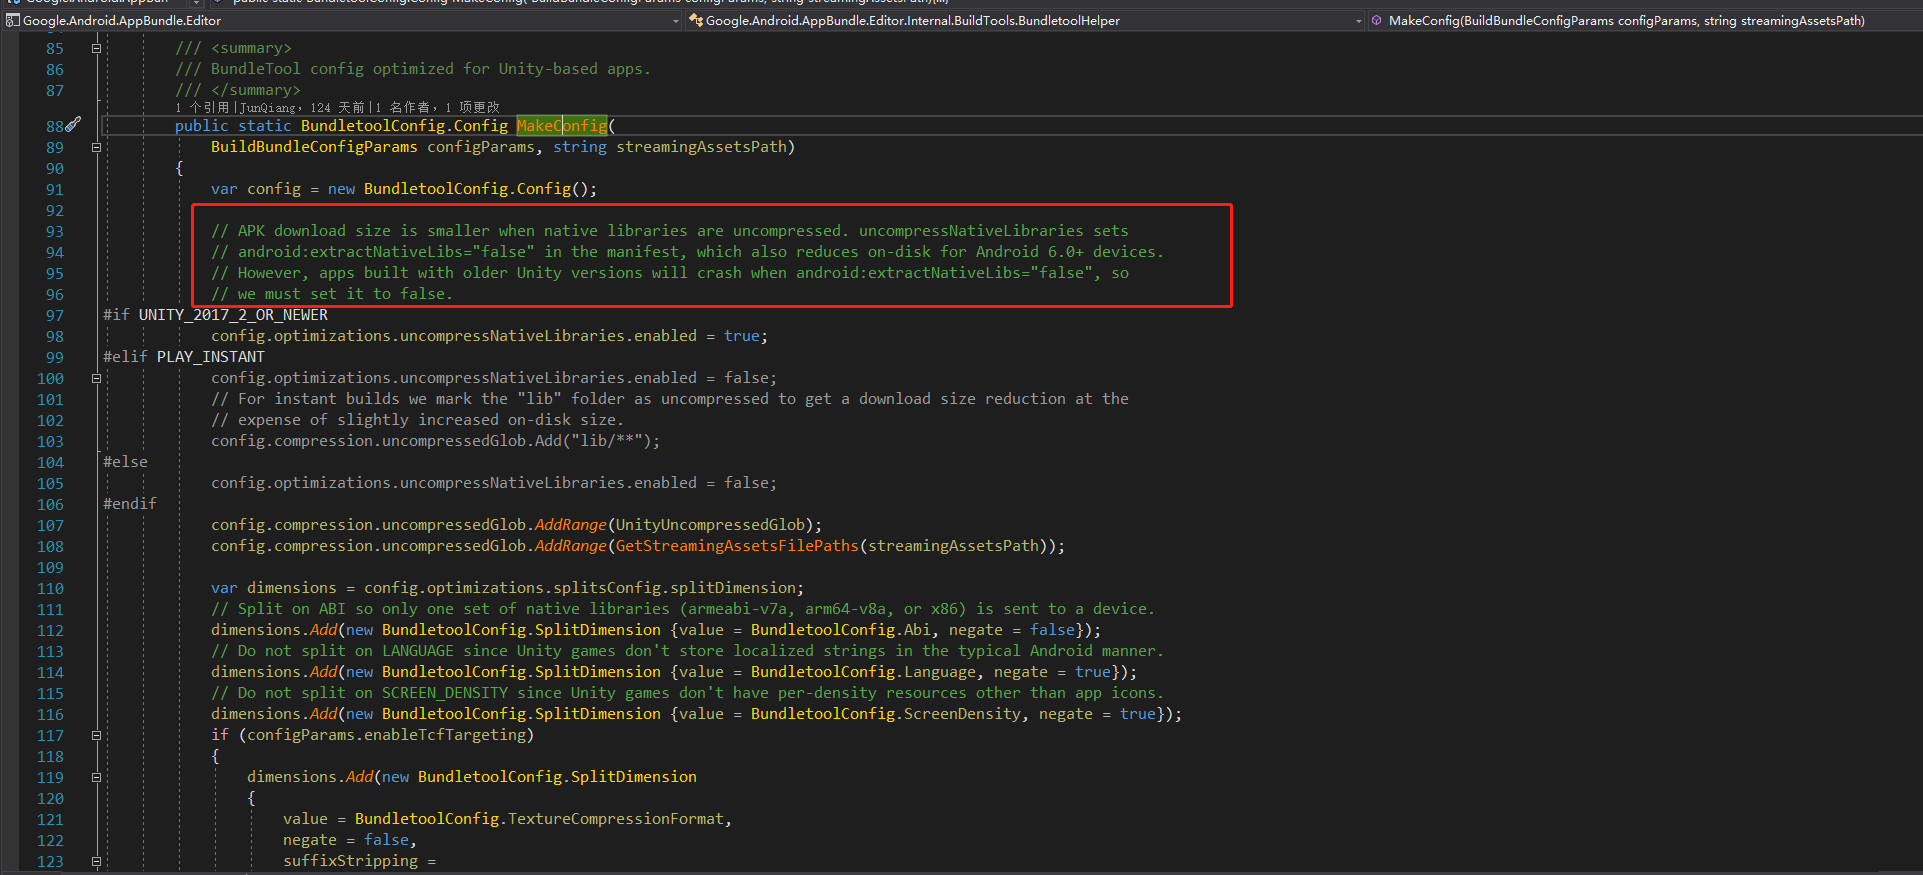 Google.Android.AppBundle.Editor Google.Android.AppBundle.Editor.Internal.BuildTools.BundletoolHelper MakeConfig(BuildBundleConfigParams configParams, string streamingAssetsPath)
85 /// <summary>
86 /// BundleTool config optimized for Unity-based apps.
87 /// </summary>
1 个引用|JunQiang，124 天前|1 名作者，1 项更改
88 public static BundletoolConfig.Config MakeConfig(
89 BuildBundleConfigParams configParams, string streamingAssetsPath)
90 {
91 var config = new BundletoolConfig.Config();
92
93 // APK download size is smaller when native libraries are uncompressed. uncompressNativeLibraries sets
94 // android:extractNativeLibs="false" in the manifest, which also reduces on-disk for Android 6.0+ devices.
95 // However, apps built with older Unity versions will crash when android:extractNativeLibs="false", so
96 // we must set it to false.
97 #if UNITY_2017_2_OR_NEWER
98 config.optimizations.uncompressNativeLibraries.enabled = true;
99 #elif PLAY_INSTANT
100 config.optimizations.uncompressNativeLibraries.enabled = false;
101 // For instant builds we mark the "lib" folder as uncompressed to get a download size reduction at the
102 // expense of slightly increased on-disk size.
103 config.compression.uncompressedGlob.Add("lib/**");
104 #else
105 config.optimizations.uncompressNativeLibraries.enabled = false;
106 #endif
107 config.compression.uncompressedGlob.AddRange(UnityUncompressedGlob);
108 config.compression.uncompressedGlob.AddRange(GetStreamingAssetsFilePaths(streamingAssetsPath));
109
110 var dimensions = config.optimizations.splitsConfig.splitDimension;
111 // Split on ABI so only one set of native libraries (armeabi-v7a, arm64-v8a, or x86) is sent to a device.
112 dimensions.Add(new BundletoolConfig.SplitDimension {value = BundletoolConfig.Abi, negate = false});
113 // Do not split on LANGUAGE since Unity games don't store localized strings in the typical Android manner.
114 dimensions.Add(new BundletoolConfig.SplitDimension {value = BundletoolConfig.Language, negate = true});
115 // Do not split on SCREEN_DENSITY since Unity games don't have per-density resources other than app icons.
116 dimensions.Add(new BundletoolConfig.SplitDimension {value = BundletoolConfig.ScreenDensity, negate = true});
117 if (configParams.enableTcfTargeting)
118 {
119 dimensions.Add(new BundletoolConfig.SplitDimension
120 {
121 value = BundletoolConfig.TextureCompressionFormat,
122 negate = false,
123 suffixStripping =